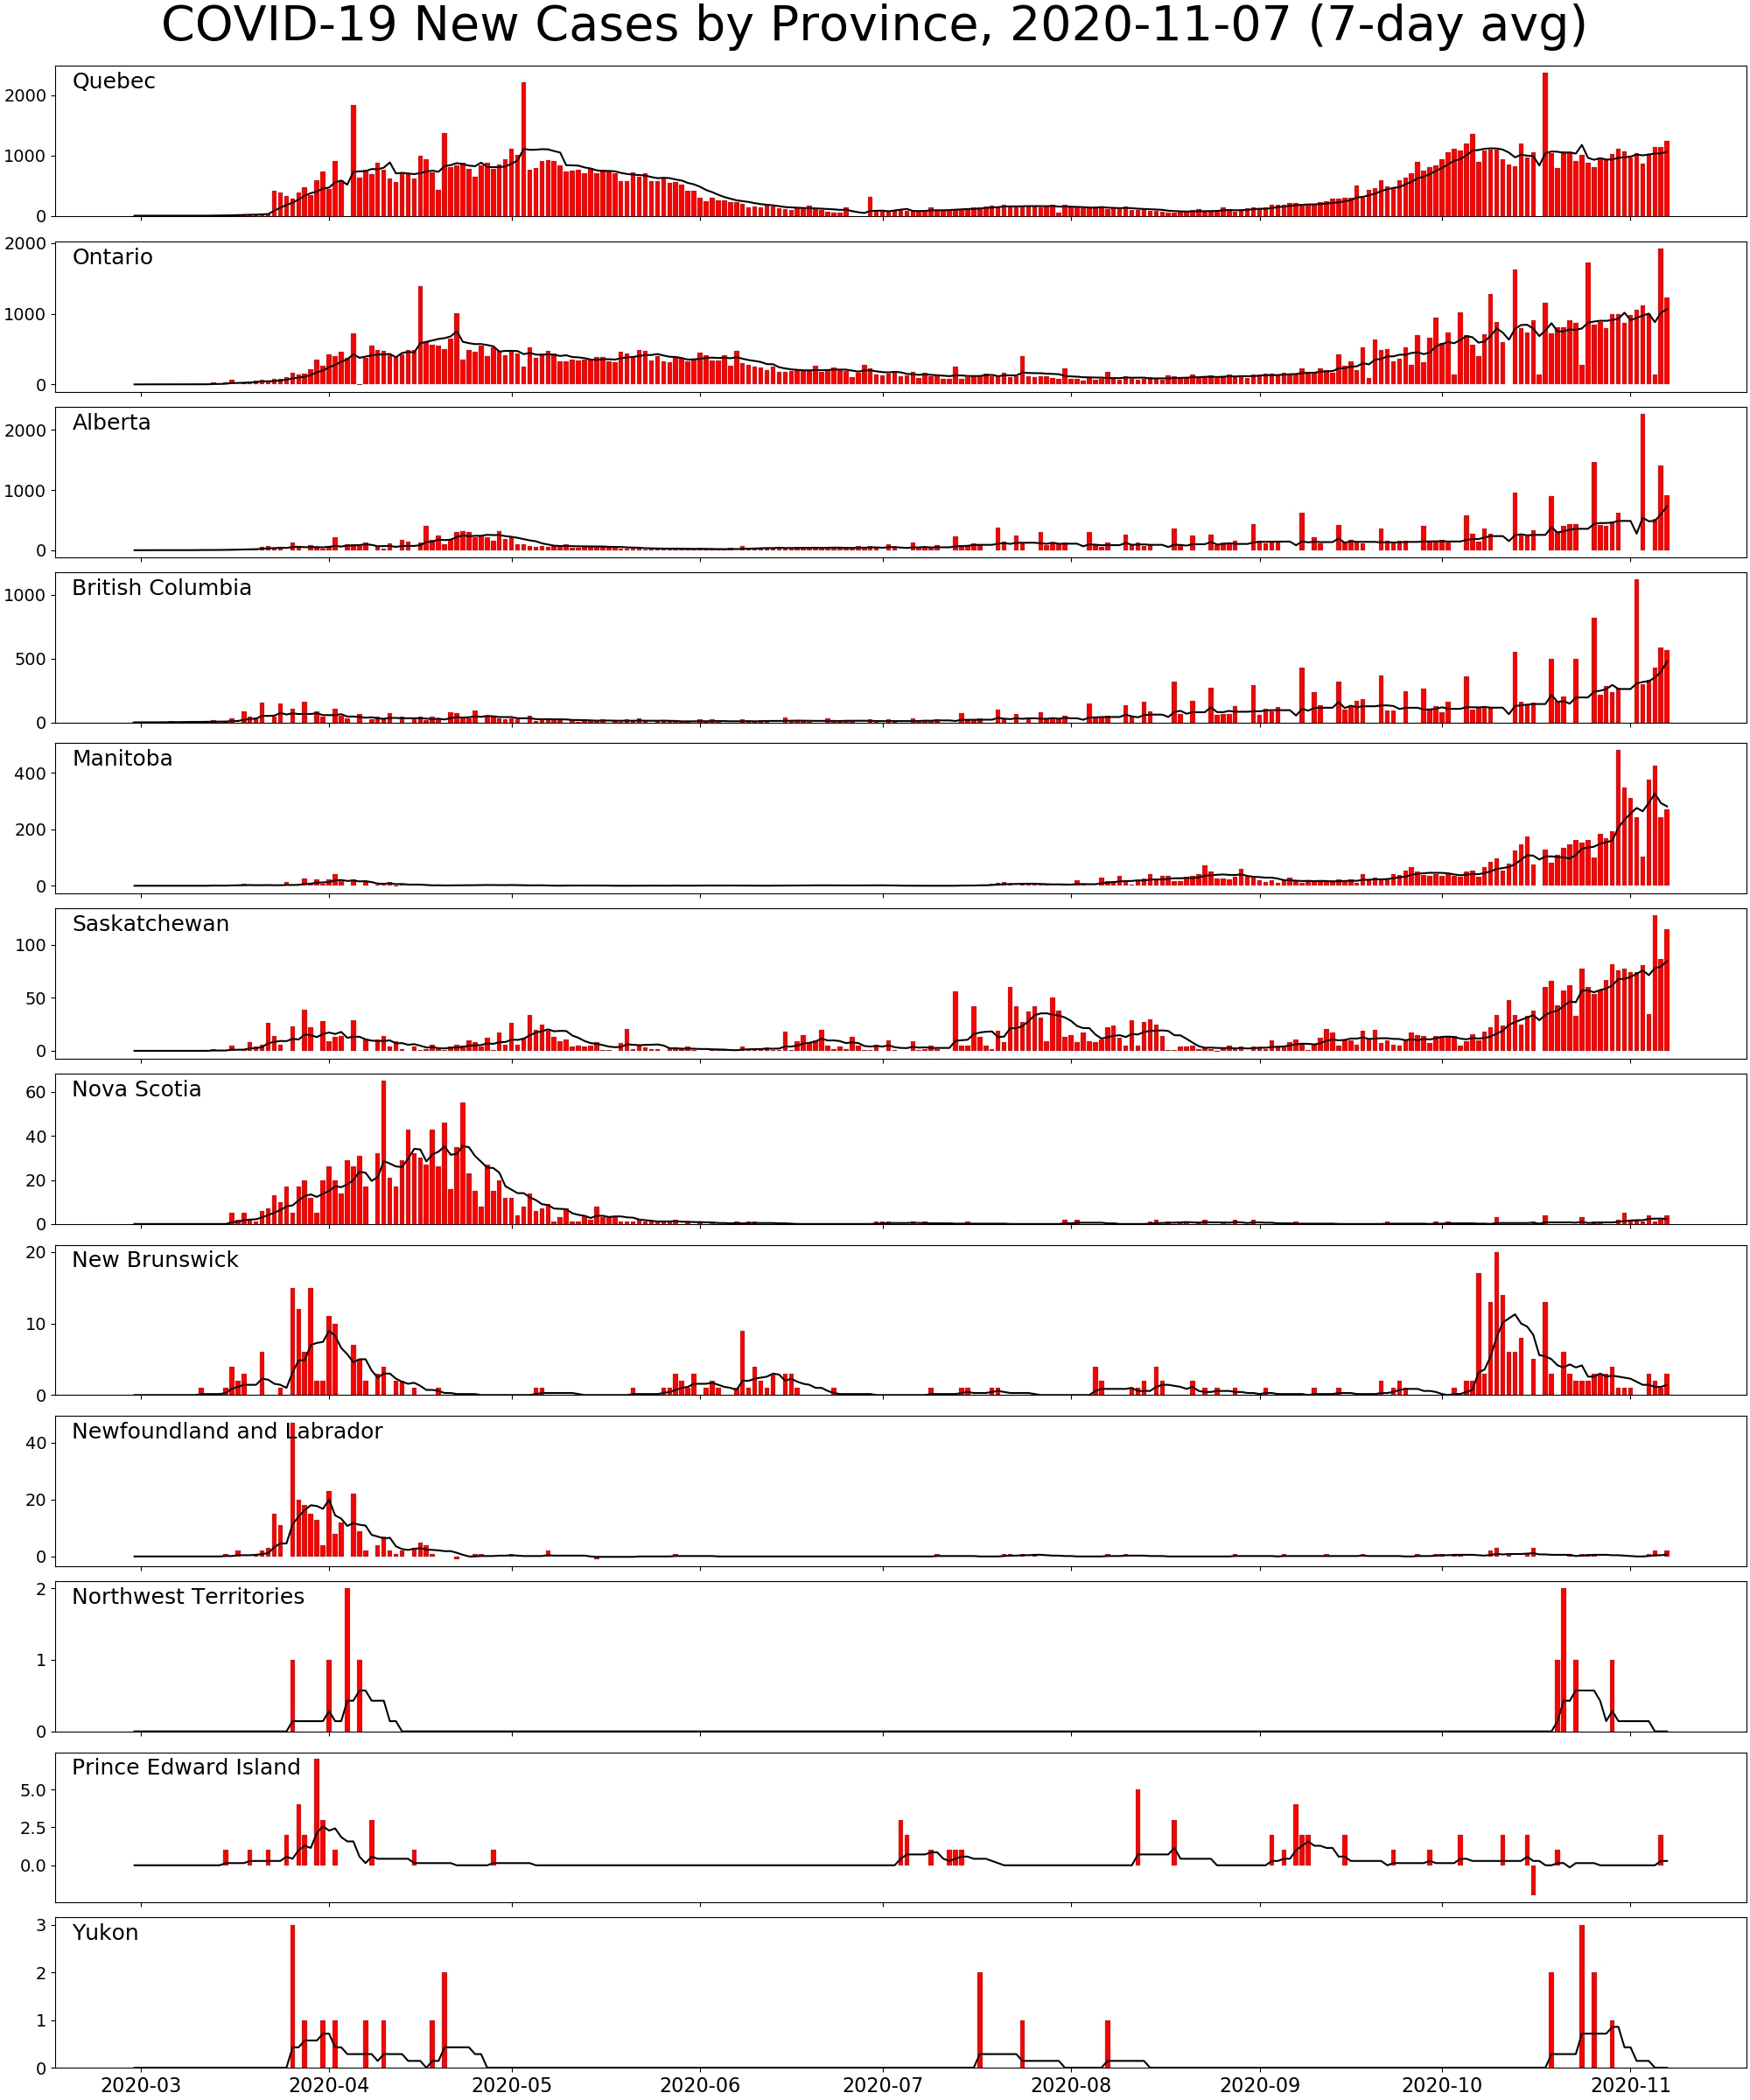 COVID-19 New Cases by Province, 2020-11-07 (7-day avg)
Quebec
2000
1000
0
Ontario
2000
1000
0
Alberta
2000
1000
0
British Columbia
1000
500
0
Manitoba
400
200
0
Saskatchewan
100
50
0
Nova Scotia
60
40
20
0
New Brunswick
20
10
0
Newfoundland and Labrador
40
20
0
Northwest Territories
2
1
0
Prince Edward Island
5.0
2.5
0.0
Yukon
3
2
1
0
2020-03 2020-04 2020-05 2020-06 2020-07 2020-08 2020-09 2020-10 2020-11